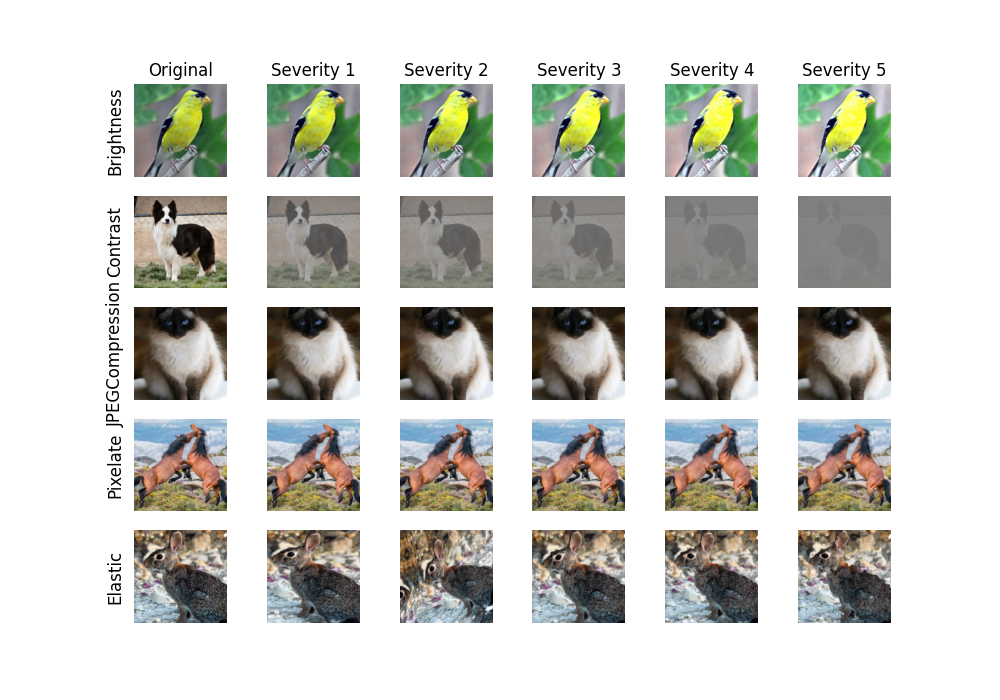 Original Severity 1 Severity 2 Severity 3 Severity 4 Severity 5
Brightness
Contrast
JPEGCompression
Pixelate
Elastic